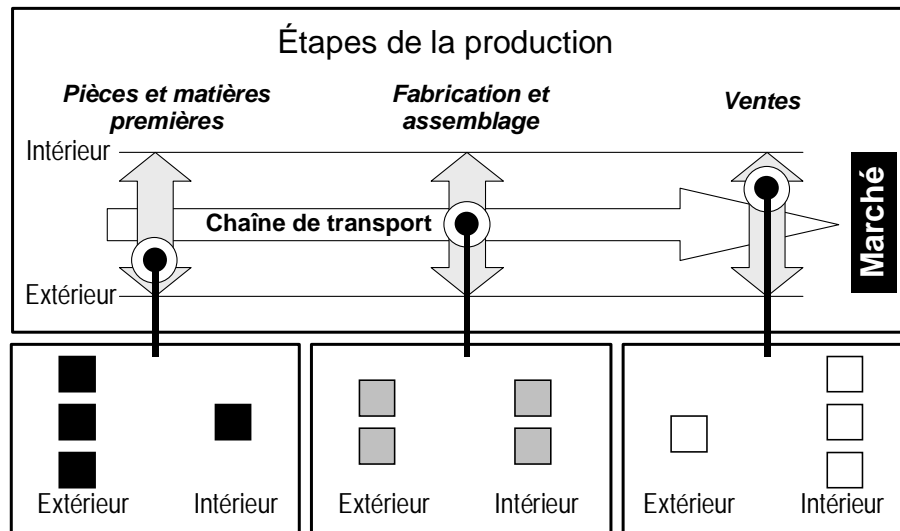 Étapes de la production
Pièces et matières
premières
Fabrication et
assemblage
Ventes
Intérieur
Chaîne de transport
Marché
Extérieur
Extérieur
Intérieur
Extérieur
Intérieur
Extérieur
Intérieur